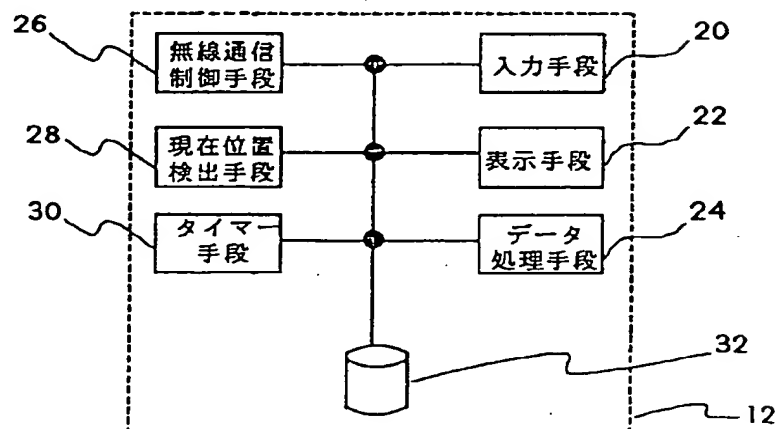 26
無線通信
制御手段
入力手段
20
28
現在位置
検出手段
表示手段
22
30
タイマー
手段
データ
処理手段
24
32
12